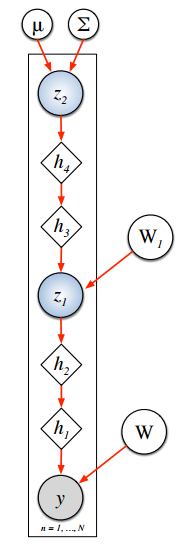 μ Σ
z₂
h₄
h₃
W₁
z₁
h₂
h₁
W
y
n = 1, ..., N